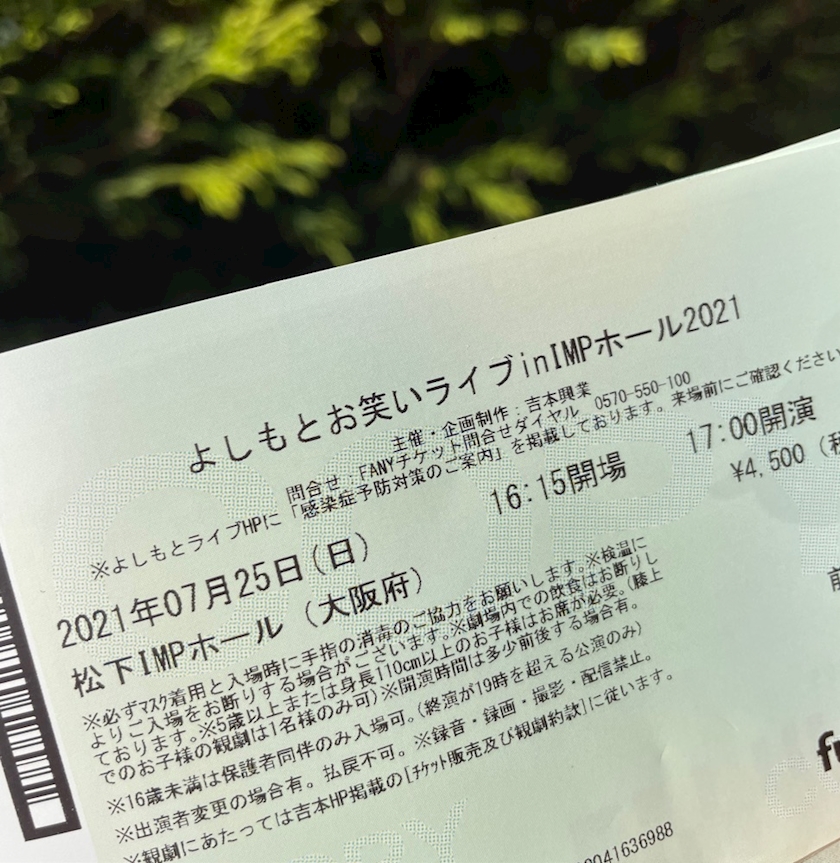 よしもとお笑いライブinIMPホール2021
主催・企画制作：吉本興業
問合せ FANYチケット問合せダイヤル 0570-550-100
※よしもとライブHPに「感染症予防対策のご案内」を掲載しております。来場前にご確認ください
2021年07月25日(日) 16:15開場 17:00開演
松下IMPホール (大阪府) ¥4,500
※必ずマスク着用と入場時に手指の消毒のご協力をお願いします。※検温に
よりご入場をお断りする場合がございます。※劇場内での飲食はお断りし
ております。※5歳以上または身長110cm以上のお子様はお席が必要。(膝上
でのお子様の観劇は1名様のみ可)※開演時間は多少前後する場合有。
※16歳未満は保護者同伴のみ入場可。(終演が19時を超える公演のみ)
※出演者変更の場合有。払戻不可。※録音・録画・撮影・配信禁止。
※観劇にあたっては吉本HP掲載の[チケット販売及び観劇約款]に従います。
0041636988
COPY